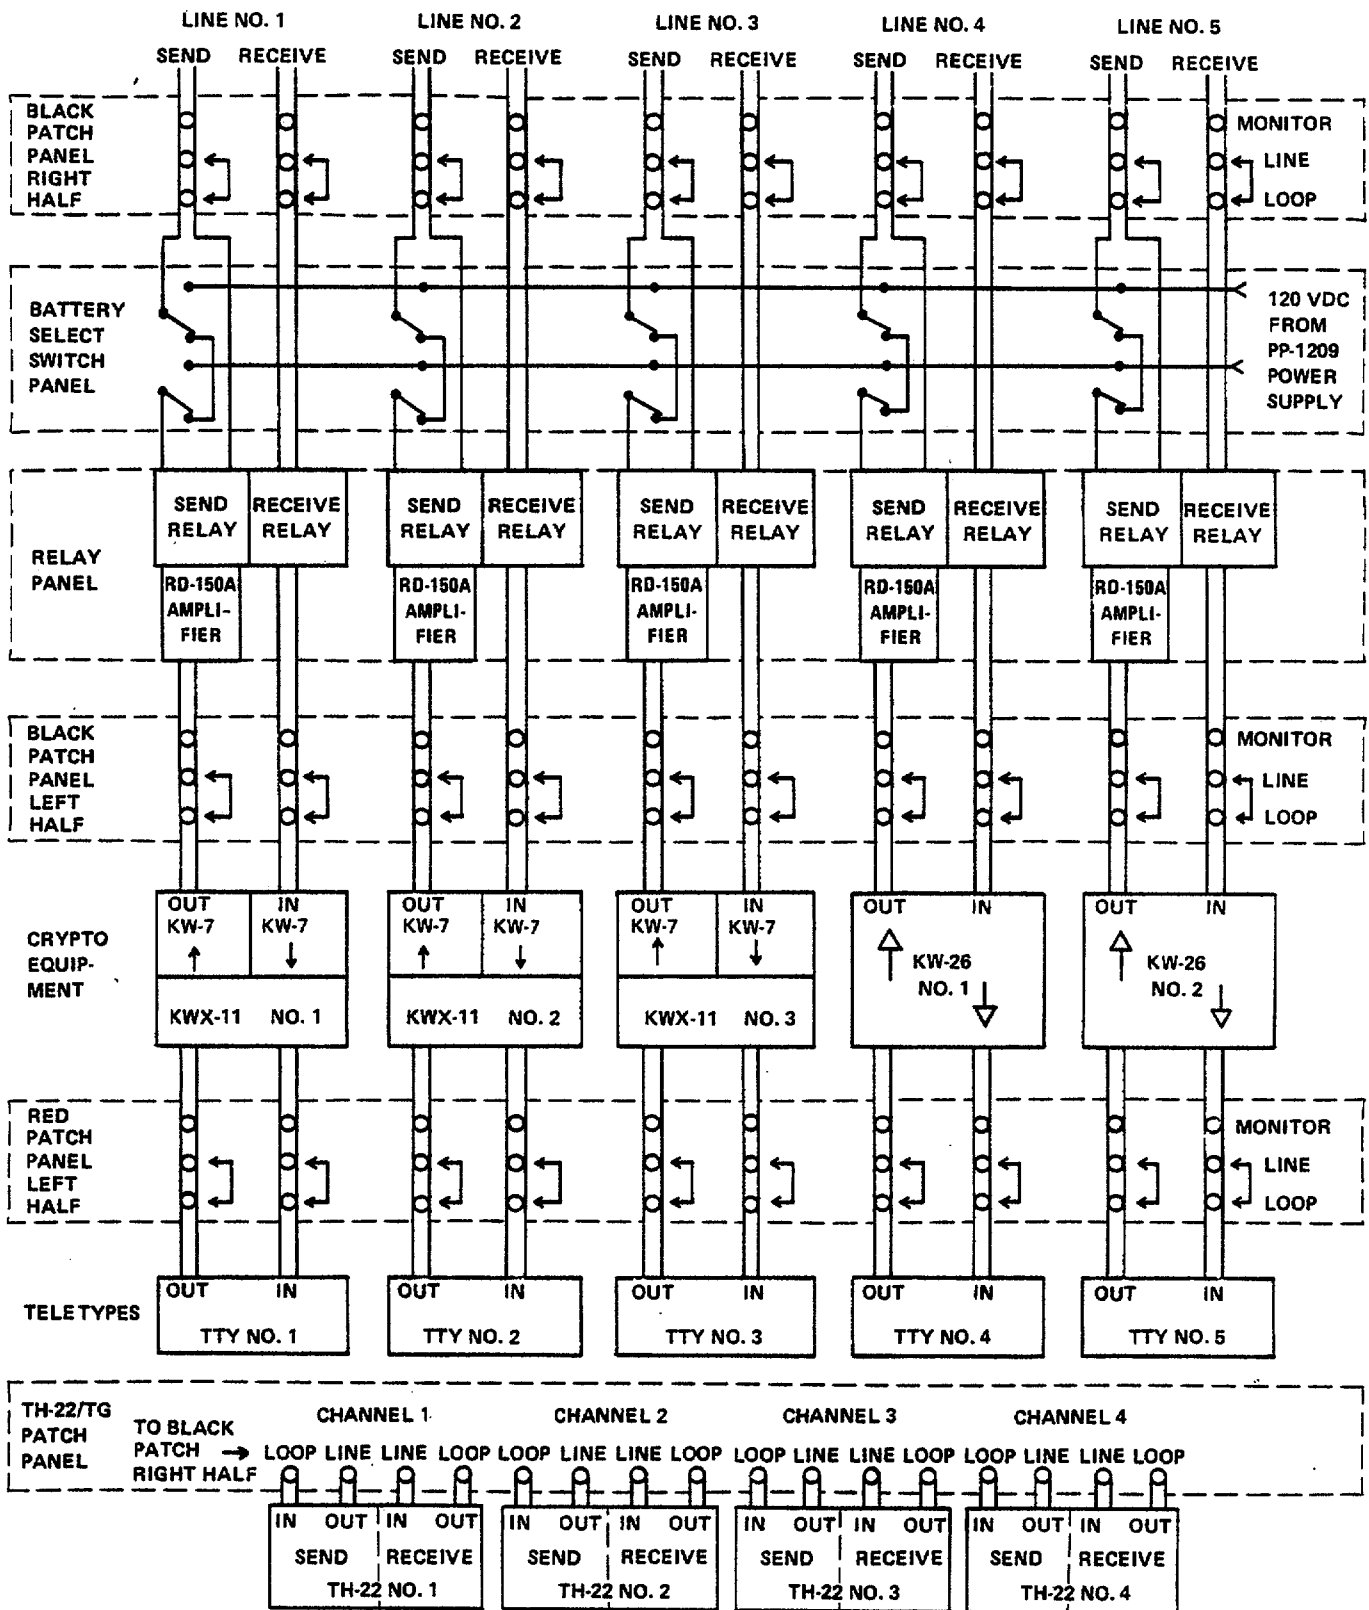 LINE NO. 1 LINE NO. 2 LINE NO. 3 LINE NO. 4 LINE NO. 5
SEND RECEIVE SEND RECEIVE SEND RECEIVE SEND RECEIVE SEND RECEIVE
BLACK
PATCH
PANEL
RIGHT
HALF
MONITOR
LINE
LOOP
BATTERY
SELECT
SWITCH
PANEL
120 VDC
FROM
PP-1209
POWER
SUPPLY
RELAY
PANEL
SEND
RELAY
RECEIVE
RELAY
SEND
RELAY
RECEIVE
RELAY
SEND
RELAY
RECEIVE
RELAY
SEND
RELAY
RECEIVE
RELAY
SEND
RELAY
RECEIVE
RELAY
RD-150A
AMPLI-
FIER
RD-150A
AMPLI-
FIER
RD-150A
AMPLI-
FIER
RD-150A
AMPLI-
FIER
RD-150A
AMPLI-
FIER
BLACK
PATCH
PANEL
LEFT
HALF
MONITOR
LINE
LOOP
CRYPTO
EQUIP-
MENT
OUT IN
KW-7 KW-7
KWX-11 NO. 1
OUT IN
KW-7 KW-7
KWX-11 NO. 2
OUT IN
KW-7 KW-7
KWX-11 NO. 3
OUT IN
KW-26
NO. 1
OUT IN
KW-26
NO. 2
RED
PATCH
PANEL
LEFT
HALF
MONITOR
LINE
LOOP
TELETYPES
OUT IN
TTY NO. 1
OUT IN
TTY NO. 2
OUT IN
TTY NO. 3
OUT IN
TTY NO. 4
OUT IN
TTY NO. 5
TH-22/TG
PATCH
PANEL
TO BLACK
PATCH
RIGHT HALF
CHANNEL 1 CHANNEL 2 CHANNEL 3 CHANNEL 4
LOOP LINE LINE LOOP LOOP LINE LINE LOOP LOOP LINE LINE LOOP LOOP LINE LINE LOOP
IN OUT IN OUT IN OUT IN OUT IN OUT IN OUT IN OUT IN OUT
SEND RECEIVE SEND RECEIVE SEND RECEIVE SEND RECEIVE
TH-22 NO. 1 TH-22 NO. 2 TH-22 NO. 3 TH-22 NO. 4